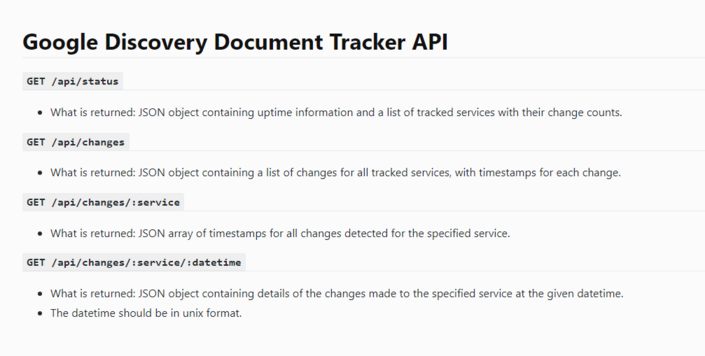 Google Discovery Document Tracker API
GET /api/status
• What is returned: JSON object containing uptime information and a list of tracked services with their change counts.
GET /api/changes
• What is returned: JSON object containing a list of changes for all tracked services, with timestamps for each change.
GET /api/changes/:service
• What is returned: JSON array of timestamps for all changes detected for the specified service.
GET /api/changes/:service/:datetime
• What is returned: JSON object containing details of the changes made to the specified service at the given datetime.
• The datetime should be in unix format.